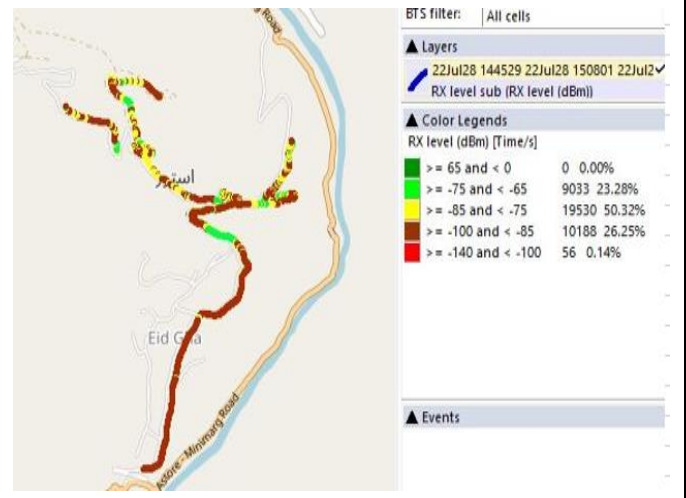 BTS filter: All cells
Layers
22Jul28 144529 22Jul28 150801 22Jul2
RX level sub (RX level (dBm))
Color Legends
RX level (dBm) [Time/s]
>= 65 and < 0 0 0.00%
>= -75 and < -65 9033 23.28%
>= -85 and < -75 19530 50.32%
>= -100 and < -85 10188 26.25%
>= -140 and < -100 56 0.14%
Events
Road
استور
Eid G
Astore - Minimarg Road